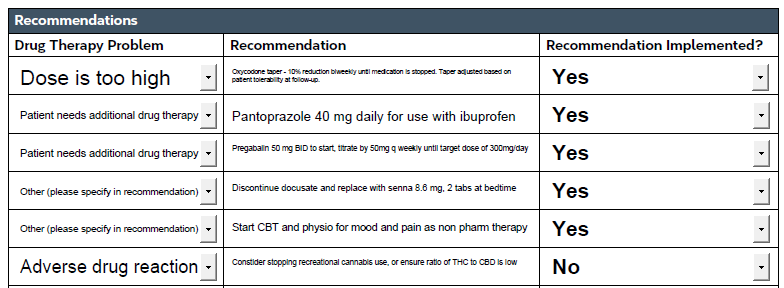 Recommendations
Drug Therapy Problem Recommendation Recommendation Implemented?
Dose is too high Oxycodone taper - 10% reduction biweekly until medication is stopped. Taper adjusted based on patient tolerability at follow-up. Yes
Patient needs additional drug therapy Pantoprazole 40 mg daily for use with ibuprofen Yes
Patient needs additional drug therapy Pregabalin 50 mg BID to start, titrate by 50mg q weekly until target dose of 300mg/day Yes
Other (please specify in recommendation) Discontinue docusate and replace with senna 8.6 mg, 2 tabs at bedtime Yes
Other (please specify in recommendation) Start CBT and physio for mood and pain as non pharm therapy Yes
Adverse drug reaction Constider stopping recreational cannabis use, or ensure ratio of THC to CBD is low No